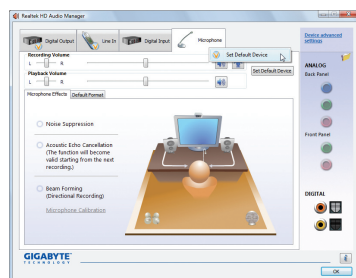 Realtek HD Audio Manager
Digital Output
Line In
Digital Input
Microphone
Device advanced settings
Set Default Device
Recording Volume
L R
Set Default Device
Playback Volume
L R
Microphone Effects
Default Format
Noise Suppression
Acoustic Echo Cancellation
(The function will become
valid starting from the next
recording.)
Beam Forming
(Directional Recording)
Microphone Calibration
ANALOG
Back Panel
Front Panel
DIGITAL
GIGABYTE
TECHNOLOGY
i
OK